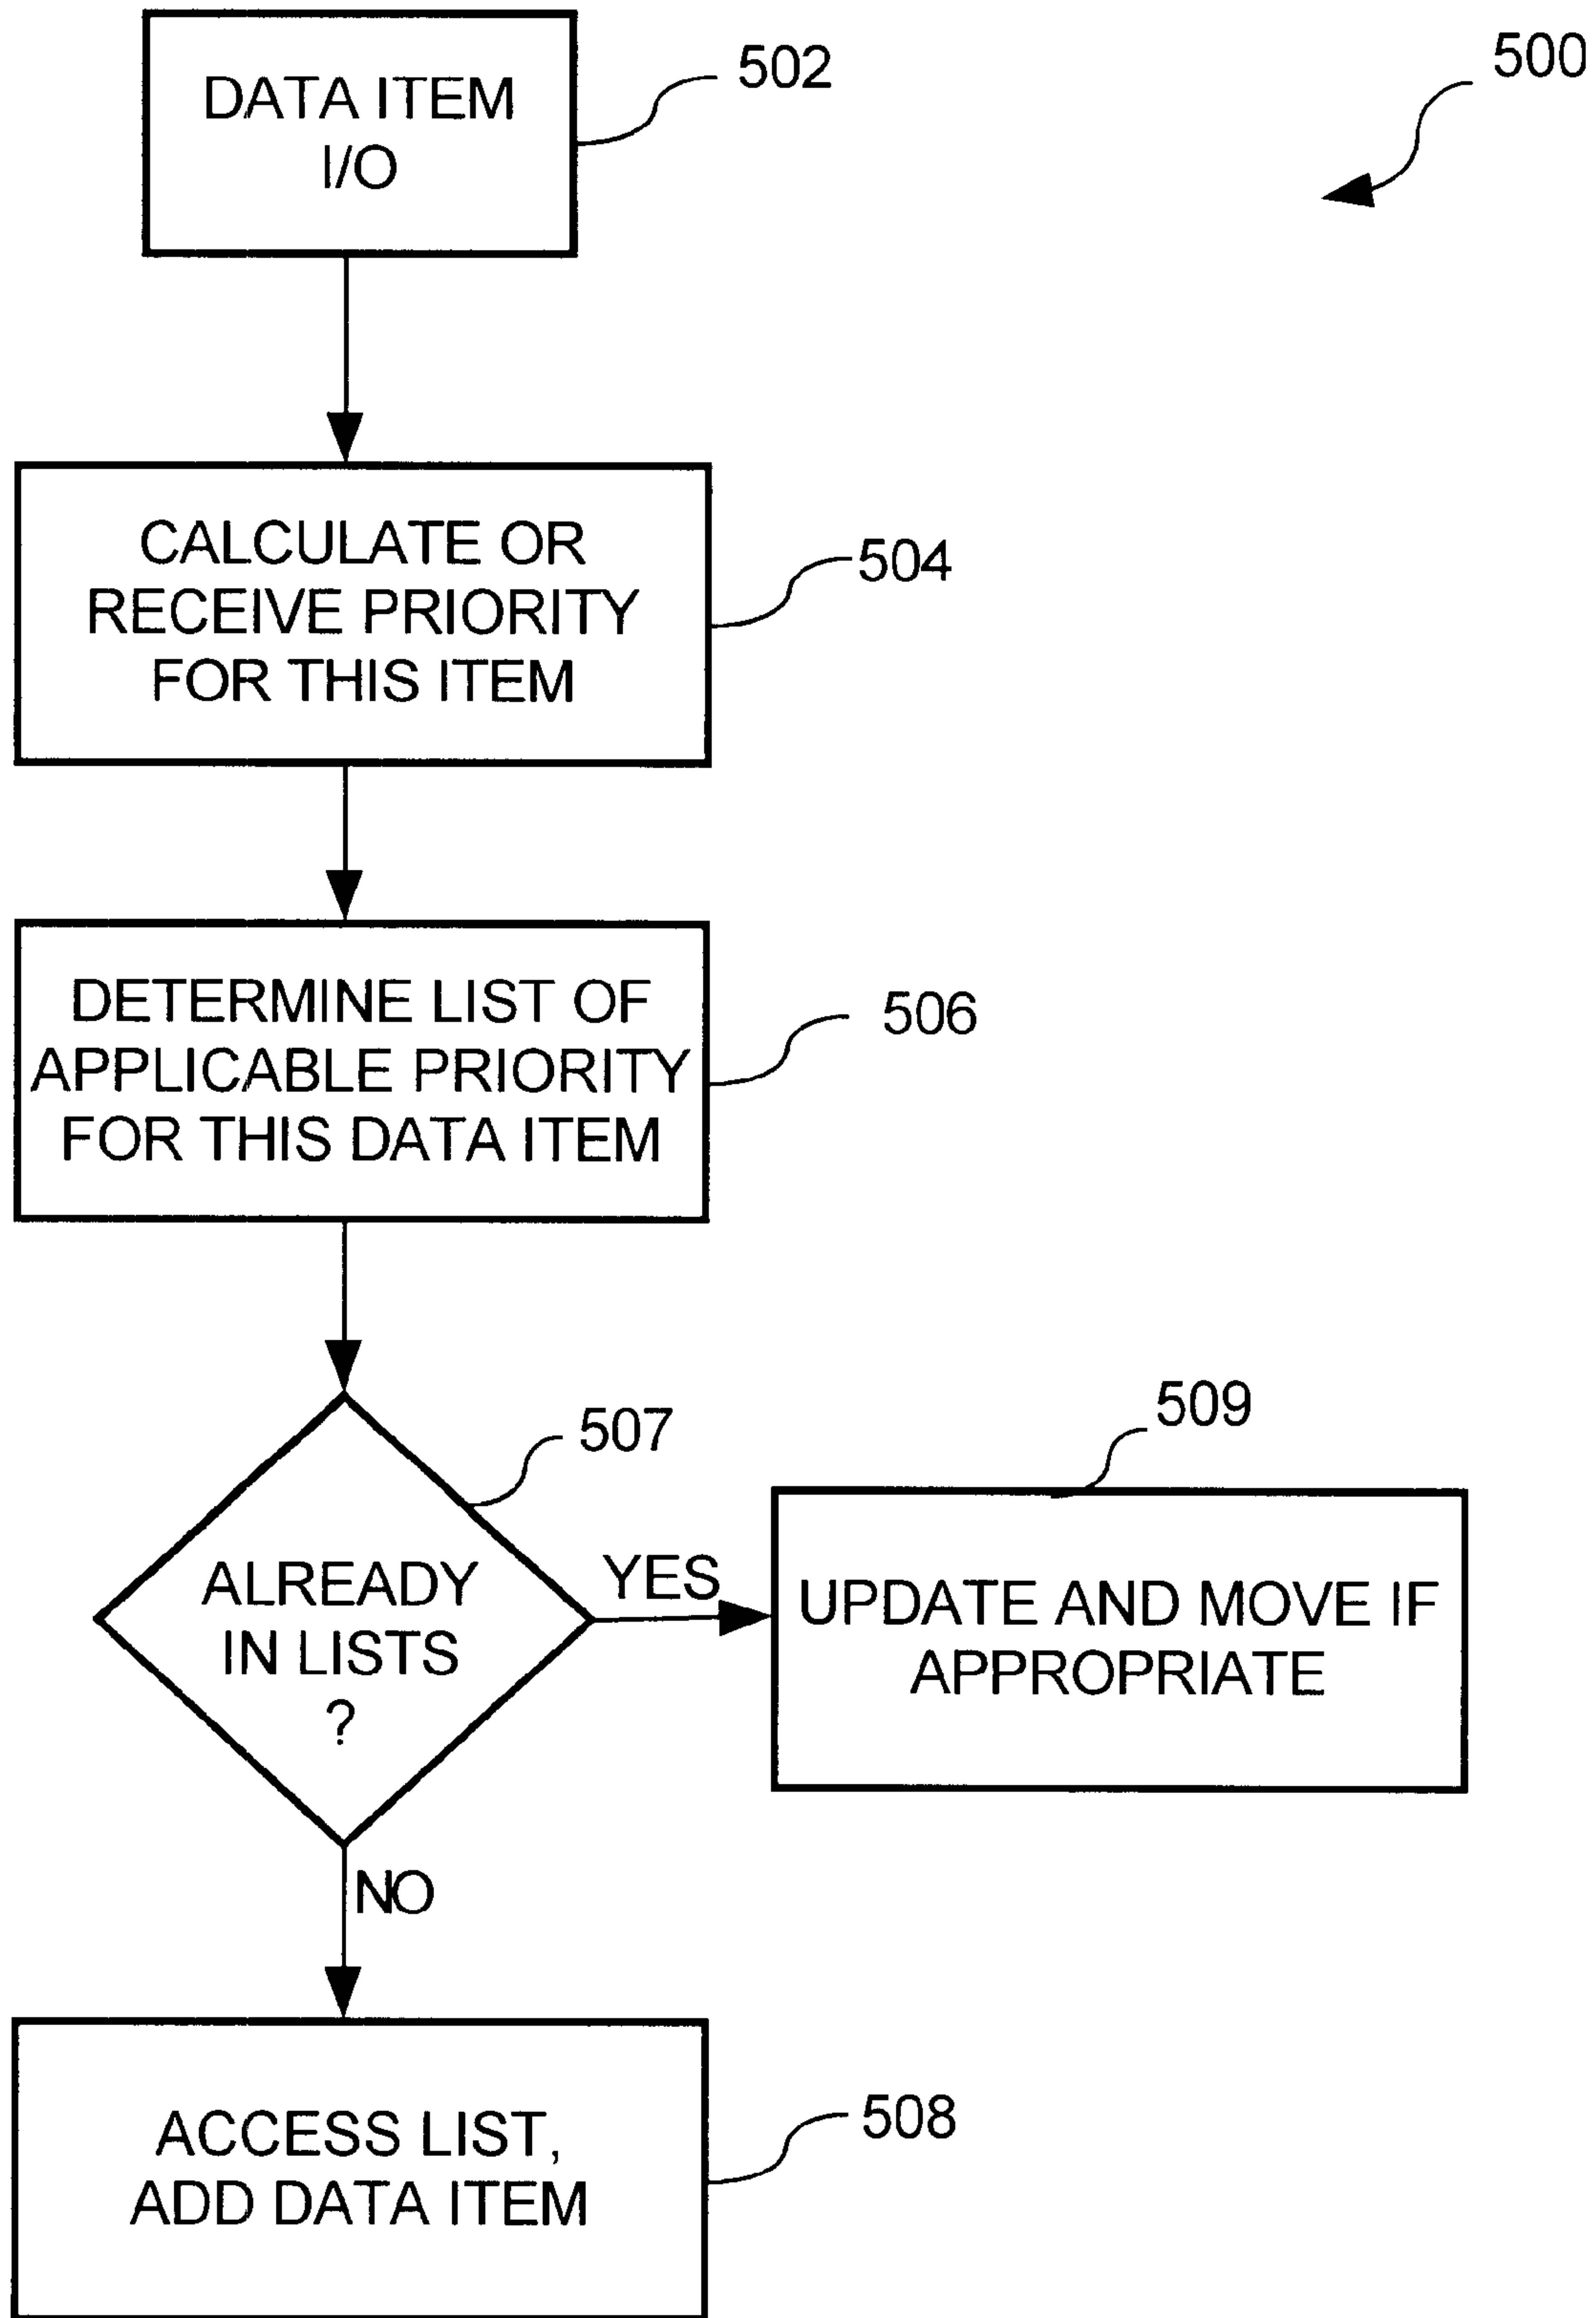 500
DATA ITEM
I/O
502
CALCULATE OR
RECEIVE PRIORITY
FOR THIS ITEM
504
DETERMINE LIST OF
APPLICABLE PRIORITY
FOR THIS DATA ITEM
506
507
ALREADY
IN LISTS
?
YES
509
UPDATE AND MOVE IF
APPROPRIATE
NO
ACCESS LIST,
ADD DATA ITEM
508